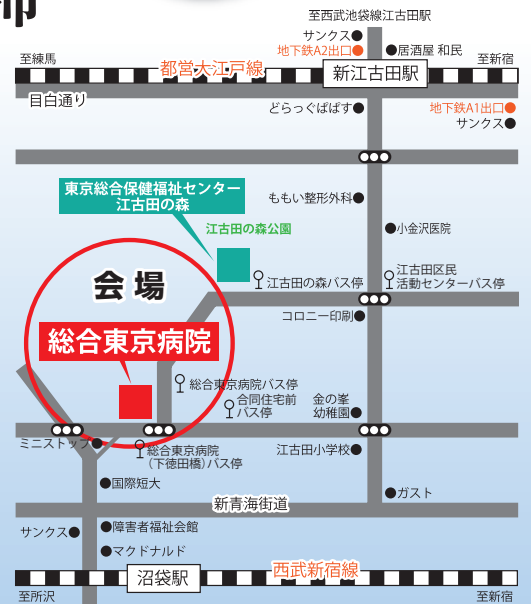 至西武池袋線江古田駅
サンクス
地下鉄A2出口
居酒屋 和民
至練馬
都営大江戸線
新江古田駅
至新宿
目白通り
どらっぐぱぱす
地下鉄A1出口
サンクス
東京総合保健福祉センター
江古田の森
ももい整形外科
江古田の森公園
小金沢医院
会場
江古田の森バス停
江古田区民
活動センターバス停
コロニー印刷
総合東京病院
総合東京病院バス停
合同住宅前
バス停
金の峯
幼稚園
ミニストップ
総合東京病院
(下徳田橋)バス停
江古田小学校
国際短大
新青海街道
ガスト
サンクス
障害者福祉会館
マクドナルド
沼袋駅
西武新宿線
至所沢
至新宿